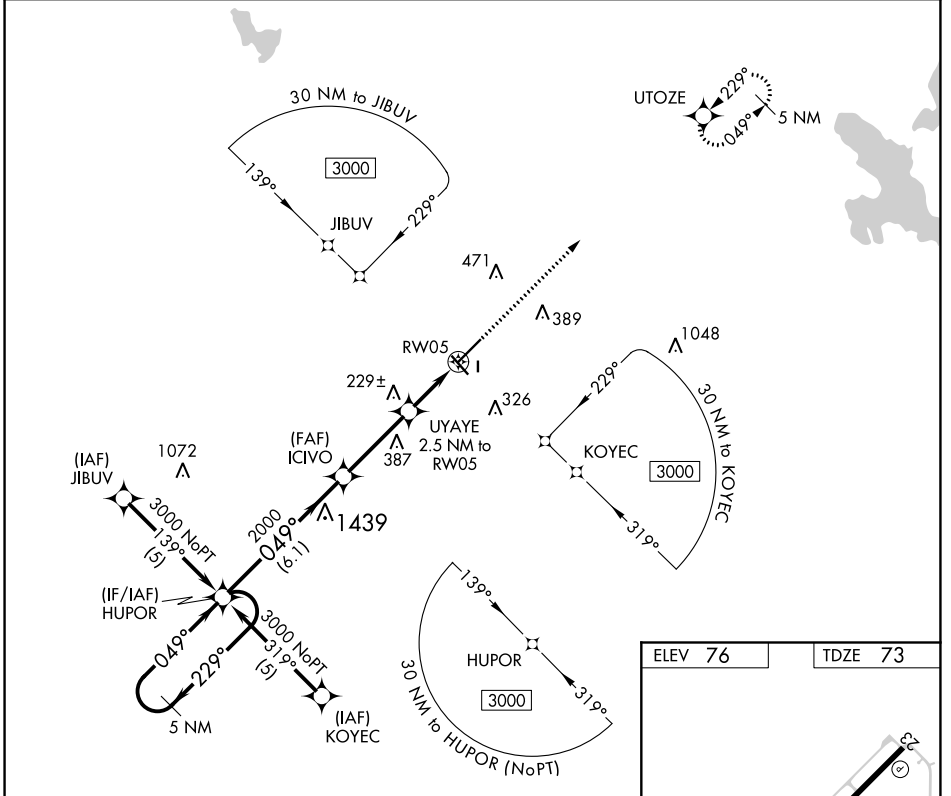 30 NM to JIBUV
3000
139°
229°
JIBUV
UTOZE
229°
049°
5 NM
471
389
1048
RW05
229±
326
UYAYE
2.5 NM to
RW05
387
(FAF)
ICIVO
229°
KOYEC
3000
30 NM to KOYEC
319°
(IAF)
JIBUV
1072
3000 NoPT
139°
(5)
2000
049°
(6.1)
1439
(IF/IAF)
HUPOR
049°
229°
5 NM
3000 NoPT
319°
(5)
(IAF)
KOYEC
139°
HUPOR
3000
319°
30 NM to HUPOR (NoPT)
ELEV 76
TDZE 73
23
P